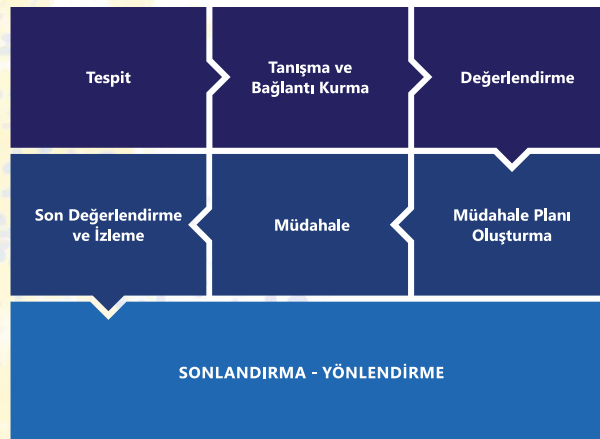 Tespit
Tanışma ve
Bağlantı Kurma
Değerlendirme
Son Değerlendirme
ve İzleme
Müdahale
Müdahale Planı
Oluşturma
SONLANDIRMA - YÖNLENDİRME